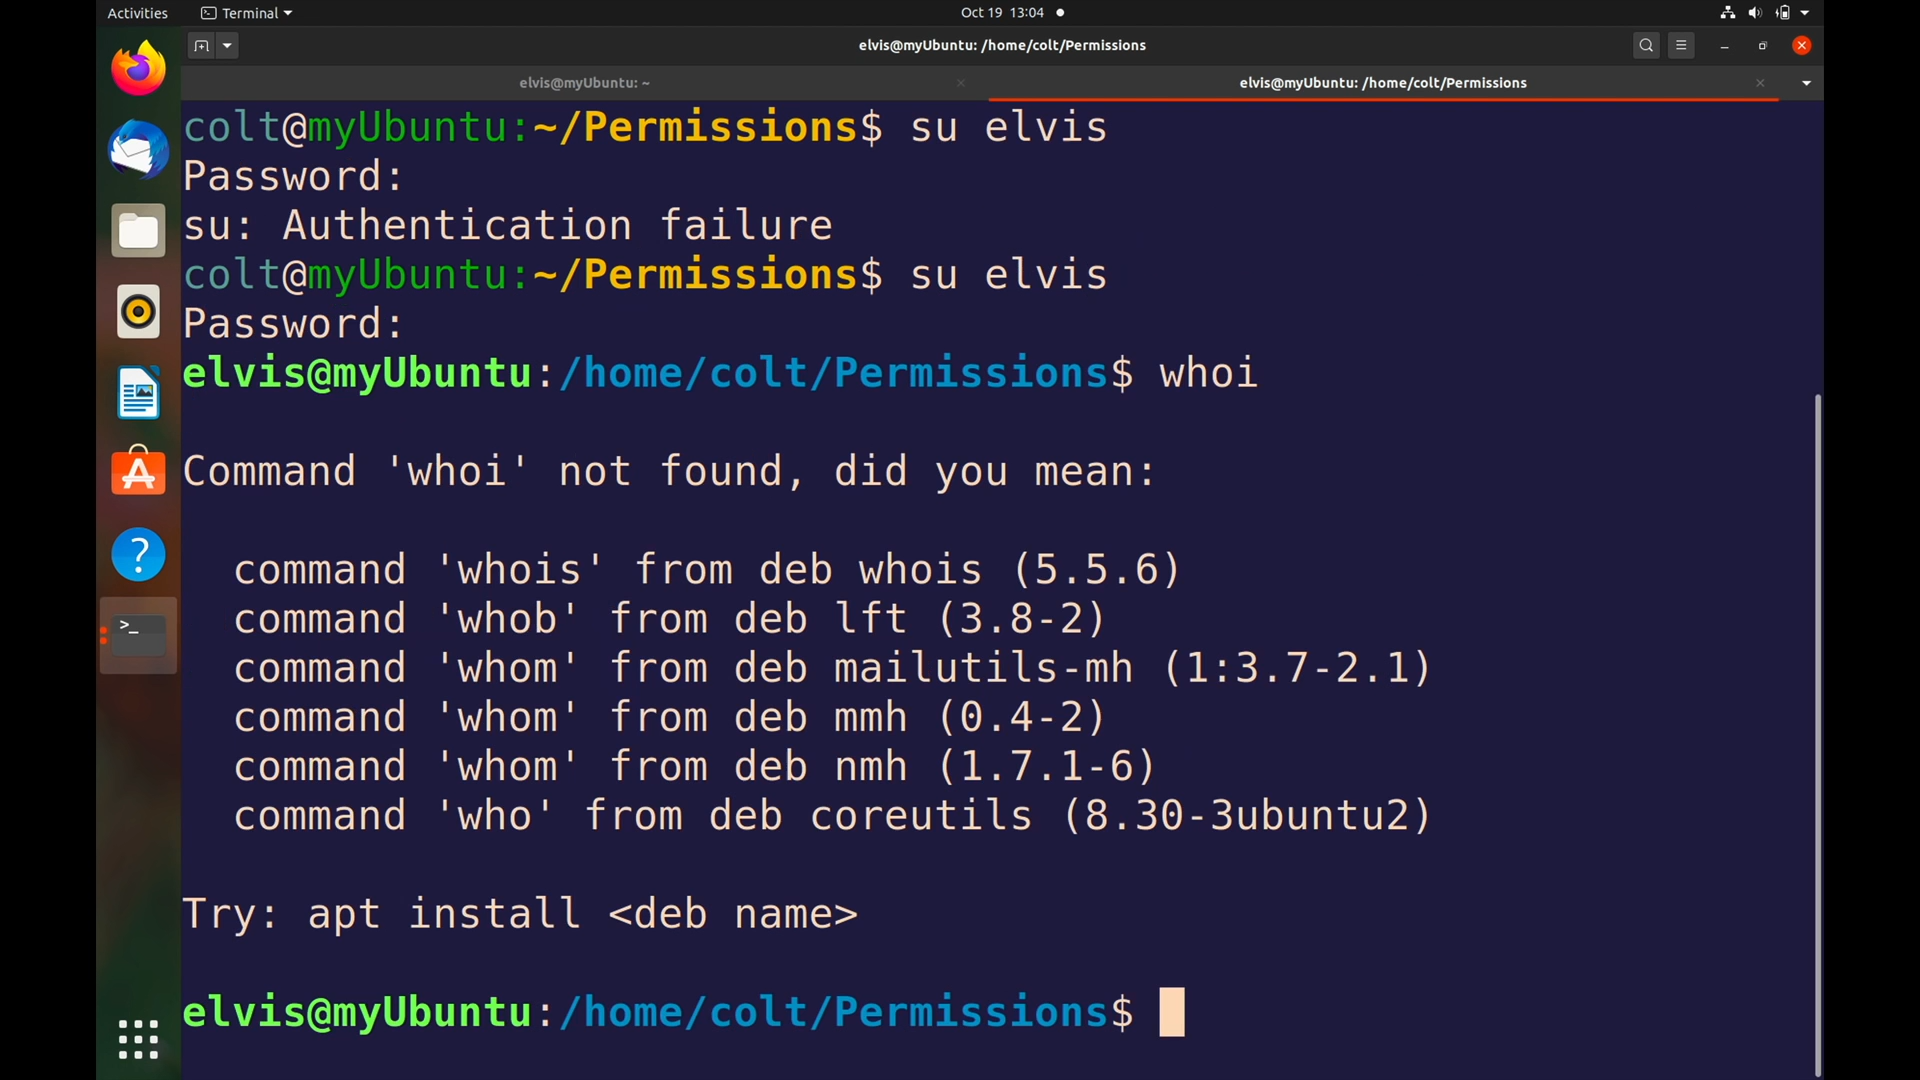 Activities
Terminal
Oct 19 13:04
elvis@myUbuntu: /home/colt/Permissions
elvis@myUbuntu: ~
elvis@myUbuntu: /home/colt/Permissions
colt@myUbuntu:~/Permissions$ su elvis
Password:
su: Authentication failure
colt@myUbuntu:~/Permissions$ su elvis
Password:
elvis@myUbuntu:/home/colt/Permissions$ whoi
Command 'whoi' not found, did you mean:
command 'whois' from deb whois (5.5.6)
command 'whob' from deb lft (3.8-2)
command 'whom' from deb mailutils-mh (1:3.7-2.1)
command 'whom' from deb mmh (0.4-2)
command 'whom' from deb nmh (1.7.1-6)
command 'who' from deb coreutils (8.30-3ubuntu2)
Try: apt install <deb name>
elvis@myUbuntu:/home/colt/Permissions$